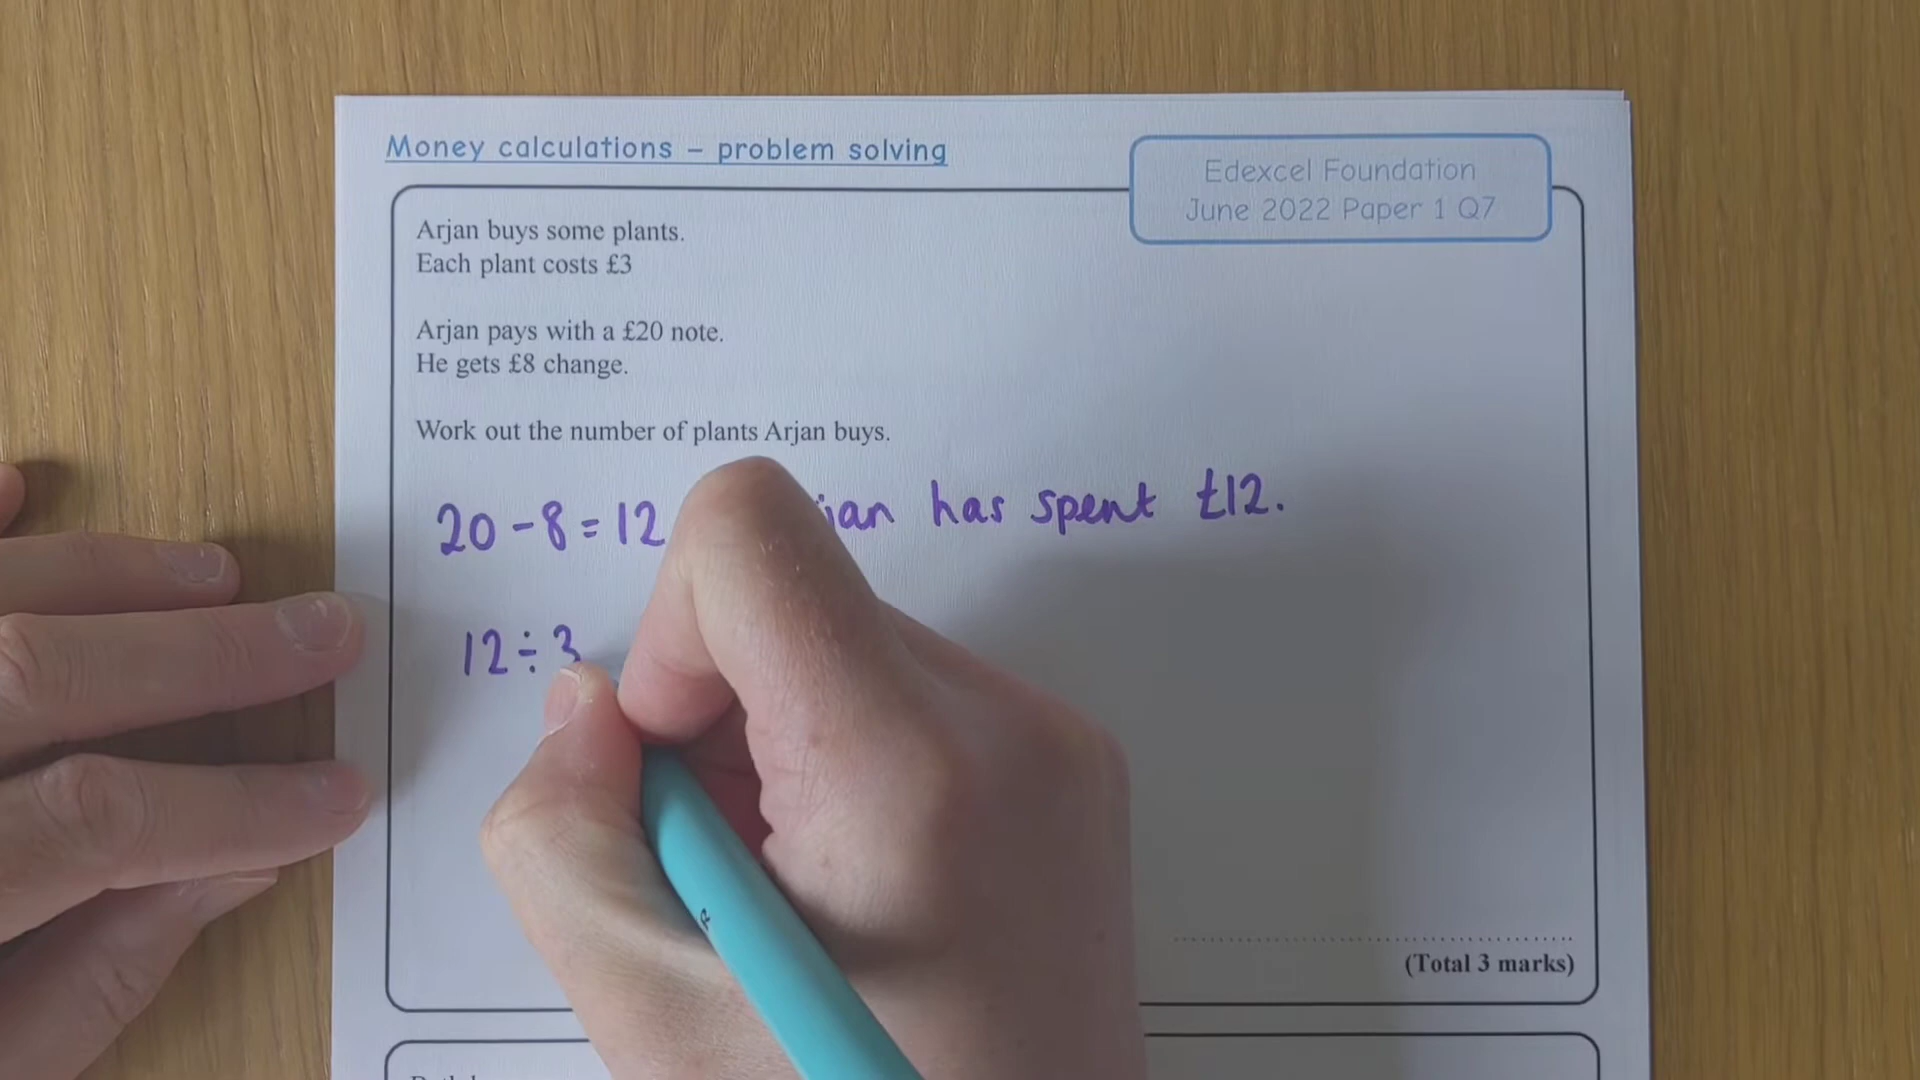 Money calculations – problem solving
Edexcel Foundation
June 2022 Paper 1 Q7
Arjan buys some plants.
Each plant costs £3
Arjan pays with a £20 note.
He gets £8 change.
Work out the number of plants Arjan buys.
20 - 8 = 12 has spent £12.
12 ÷ 3
(Total 3 marks)